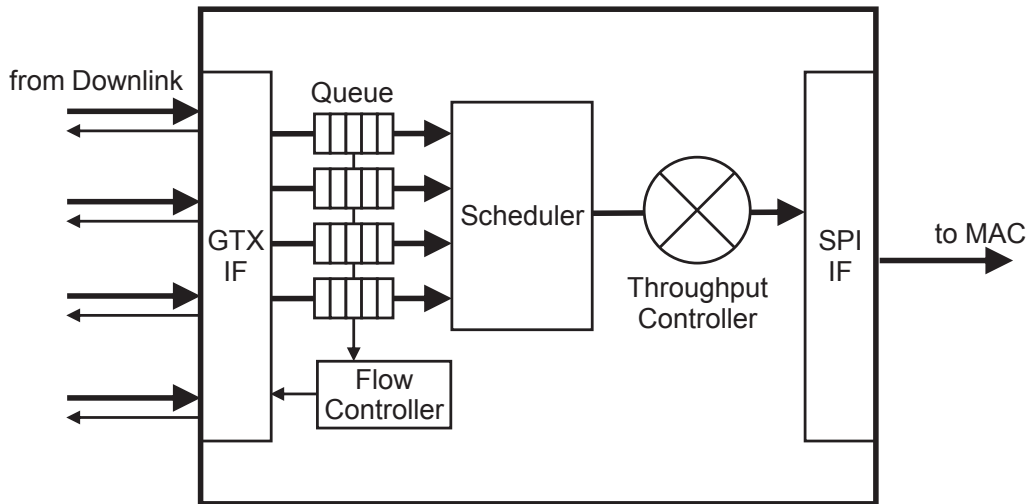 from Downlink
Queue
GTX
IF
Scheduler
Throughput
Controller
SPI
IF
to MAC
Flow
Controller